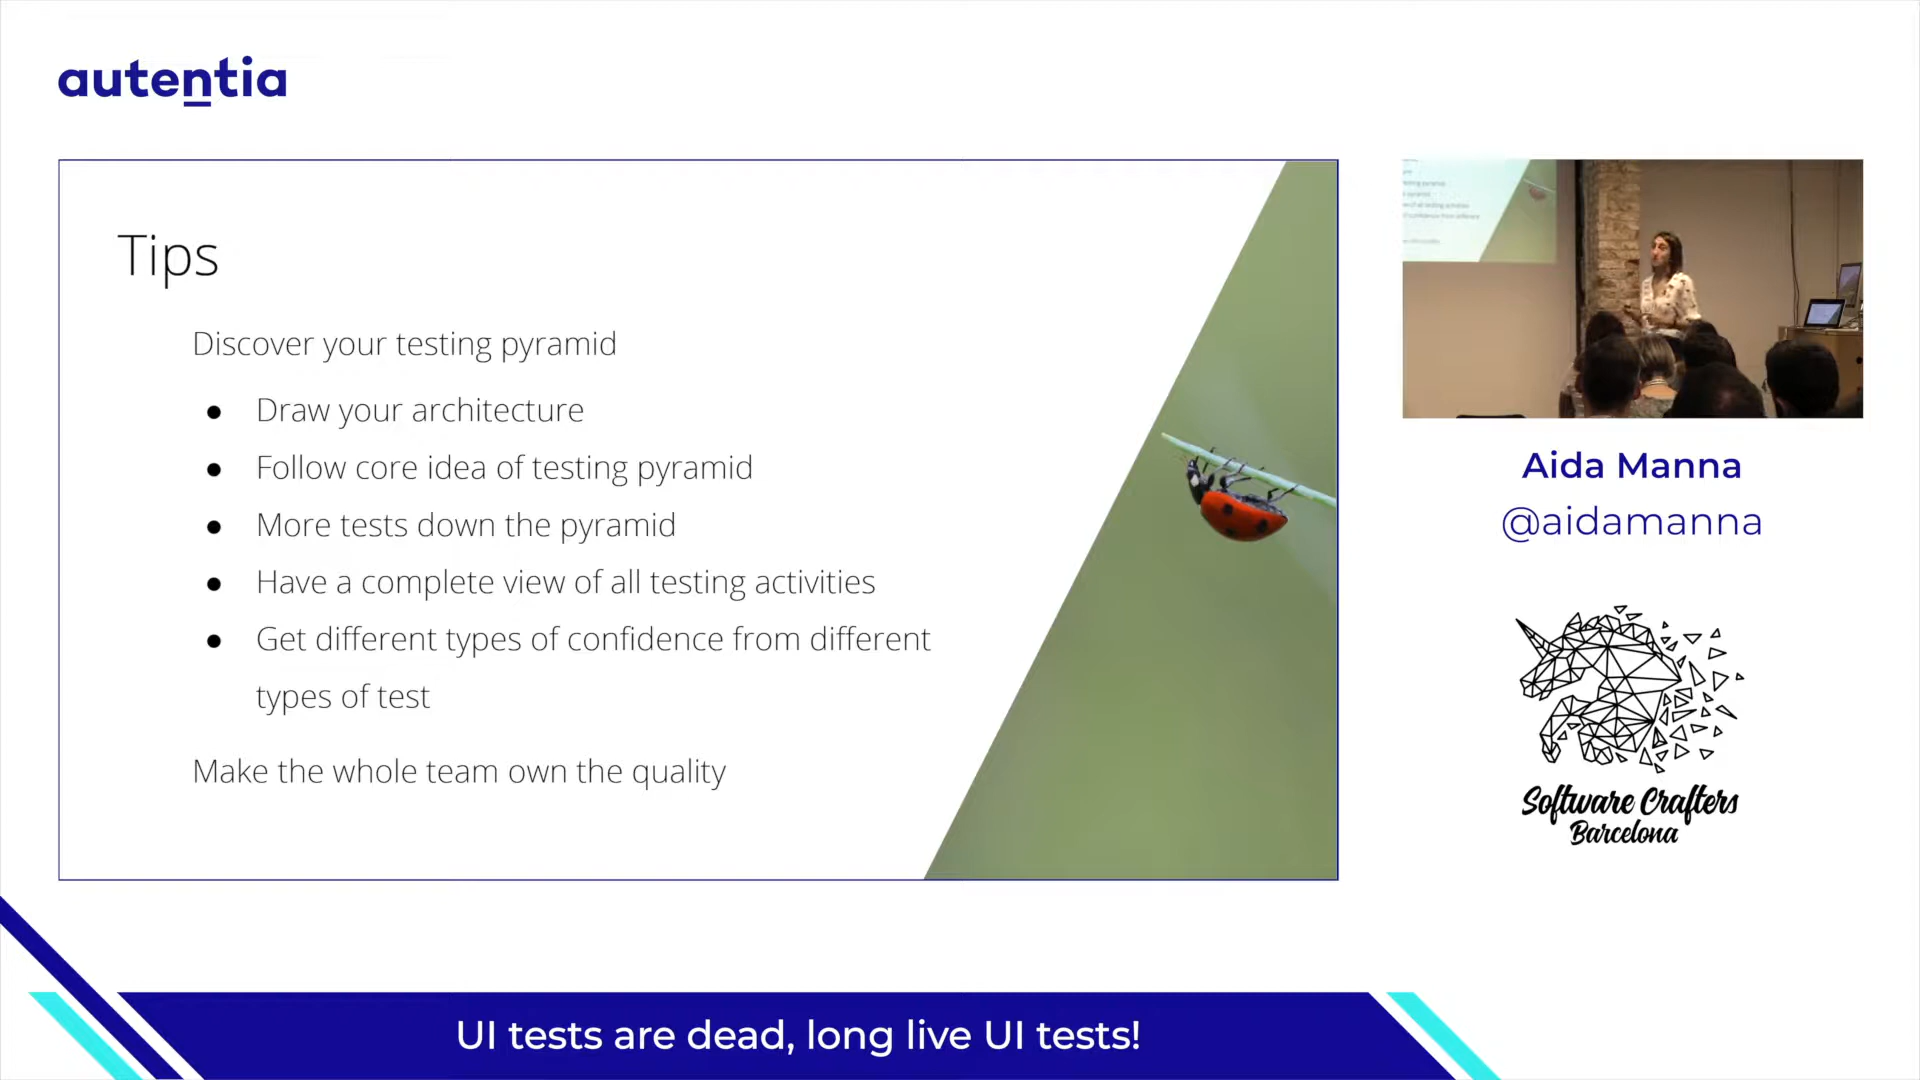 autentia
Tips
Discover your testing pyramid
● Draw your architecture
● Follow core idea of testing pyramid
● More tests down the pyramid
● Have a complete view of all testing activities
● Get different types of confidence from different
types of test
Make the whole team own the quality
Aida Manna
@aidamanna
Software Crafters
Barcelona
UI tests are dead, long live UI tests!